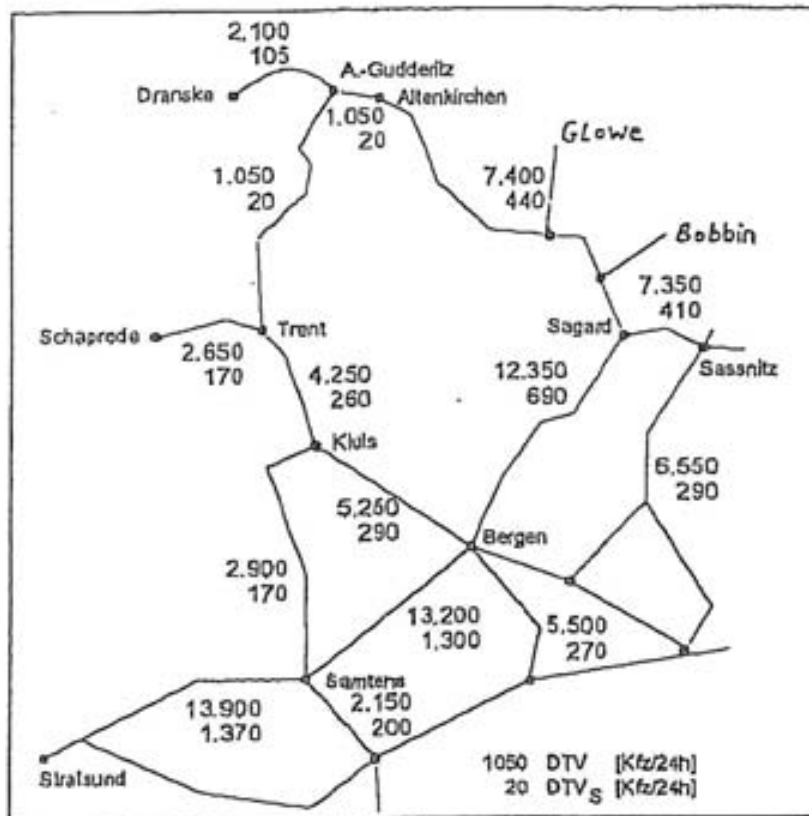 2.100
105
A.-Gudderitz
Dranske
Altenkirchen
1.050
20
Glowe
1.050
20
7.400
440
Bobbin
7.350
410
Schaprode
Trent
Sagard
2.650
170
4.250
260
12.350
690
Sassnitz
Kluis
6.550
290
5.250
290
Bergen
2.900
170
13.200
1.300
5.500
270
Samtens
2.150
200
13.900
1.370
Stralsund
1050 DTV [Kfz/24h]
20 DTVS [Kfz/24h]